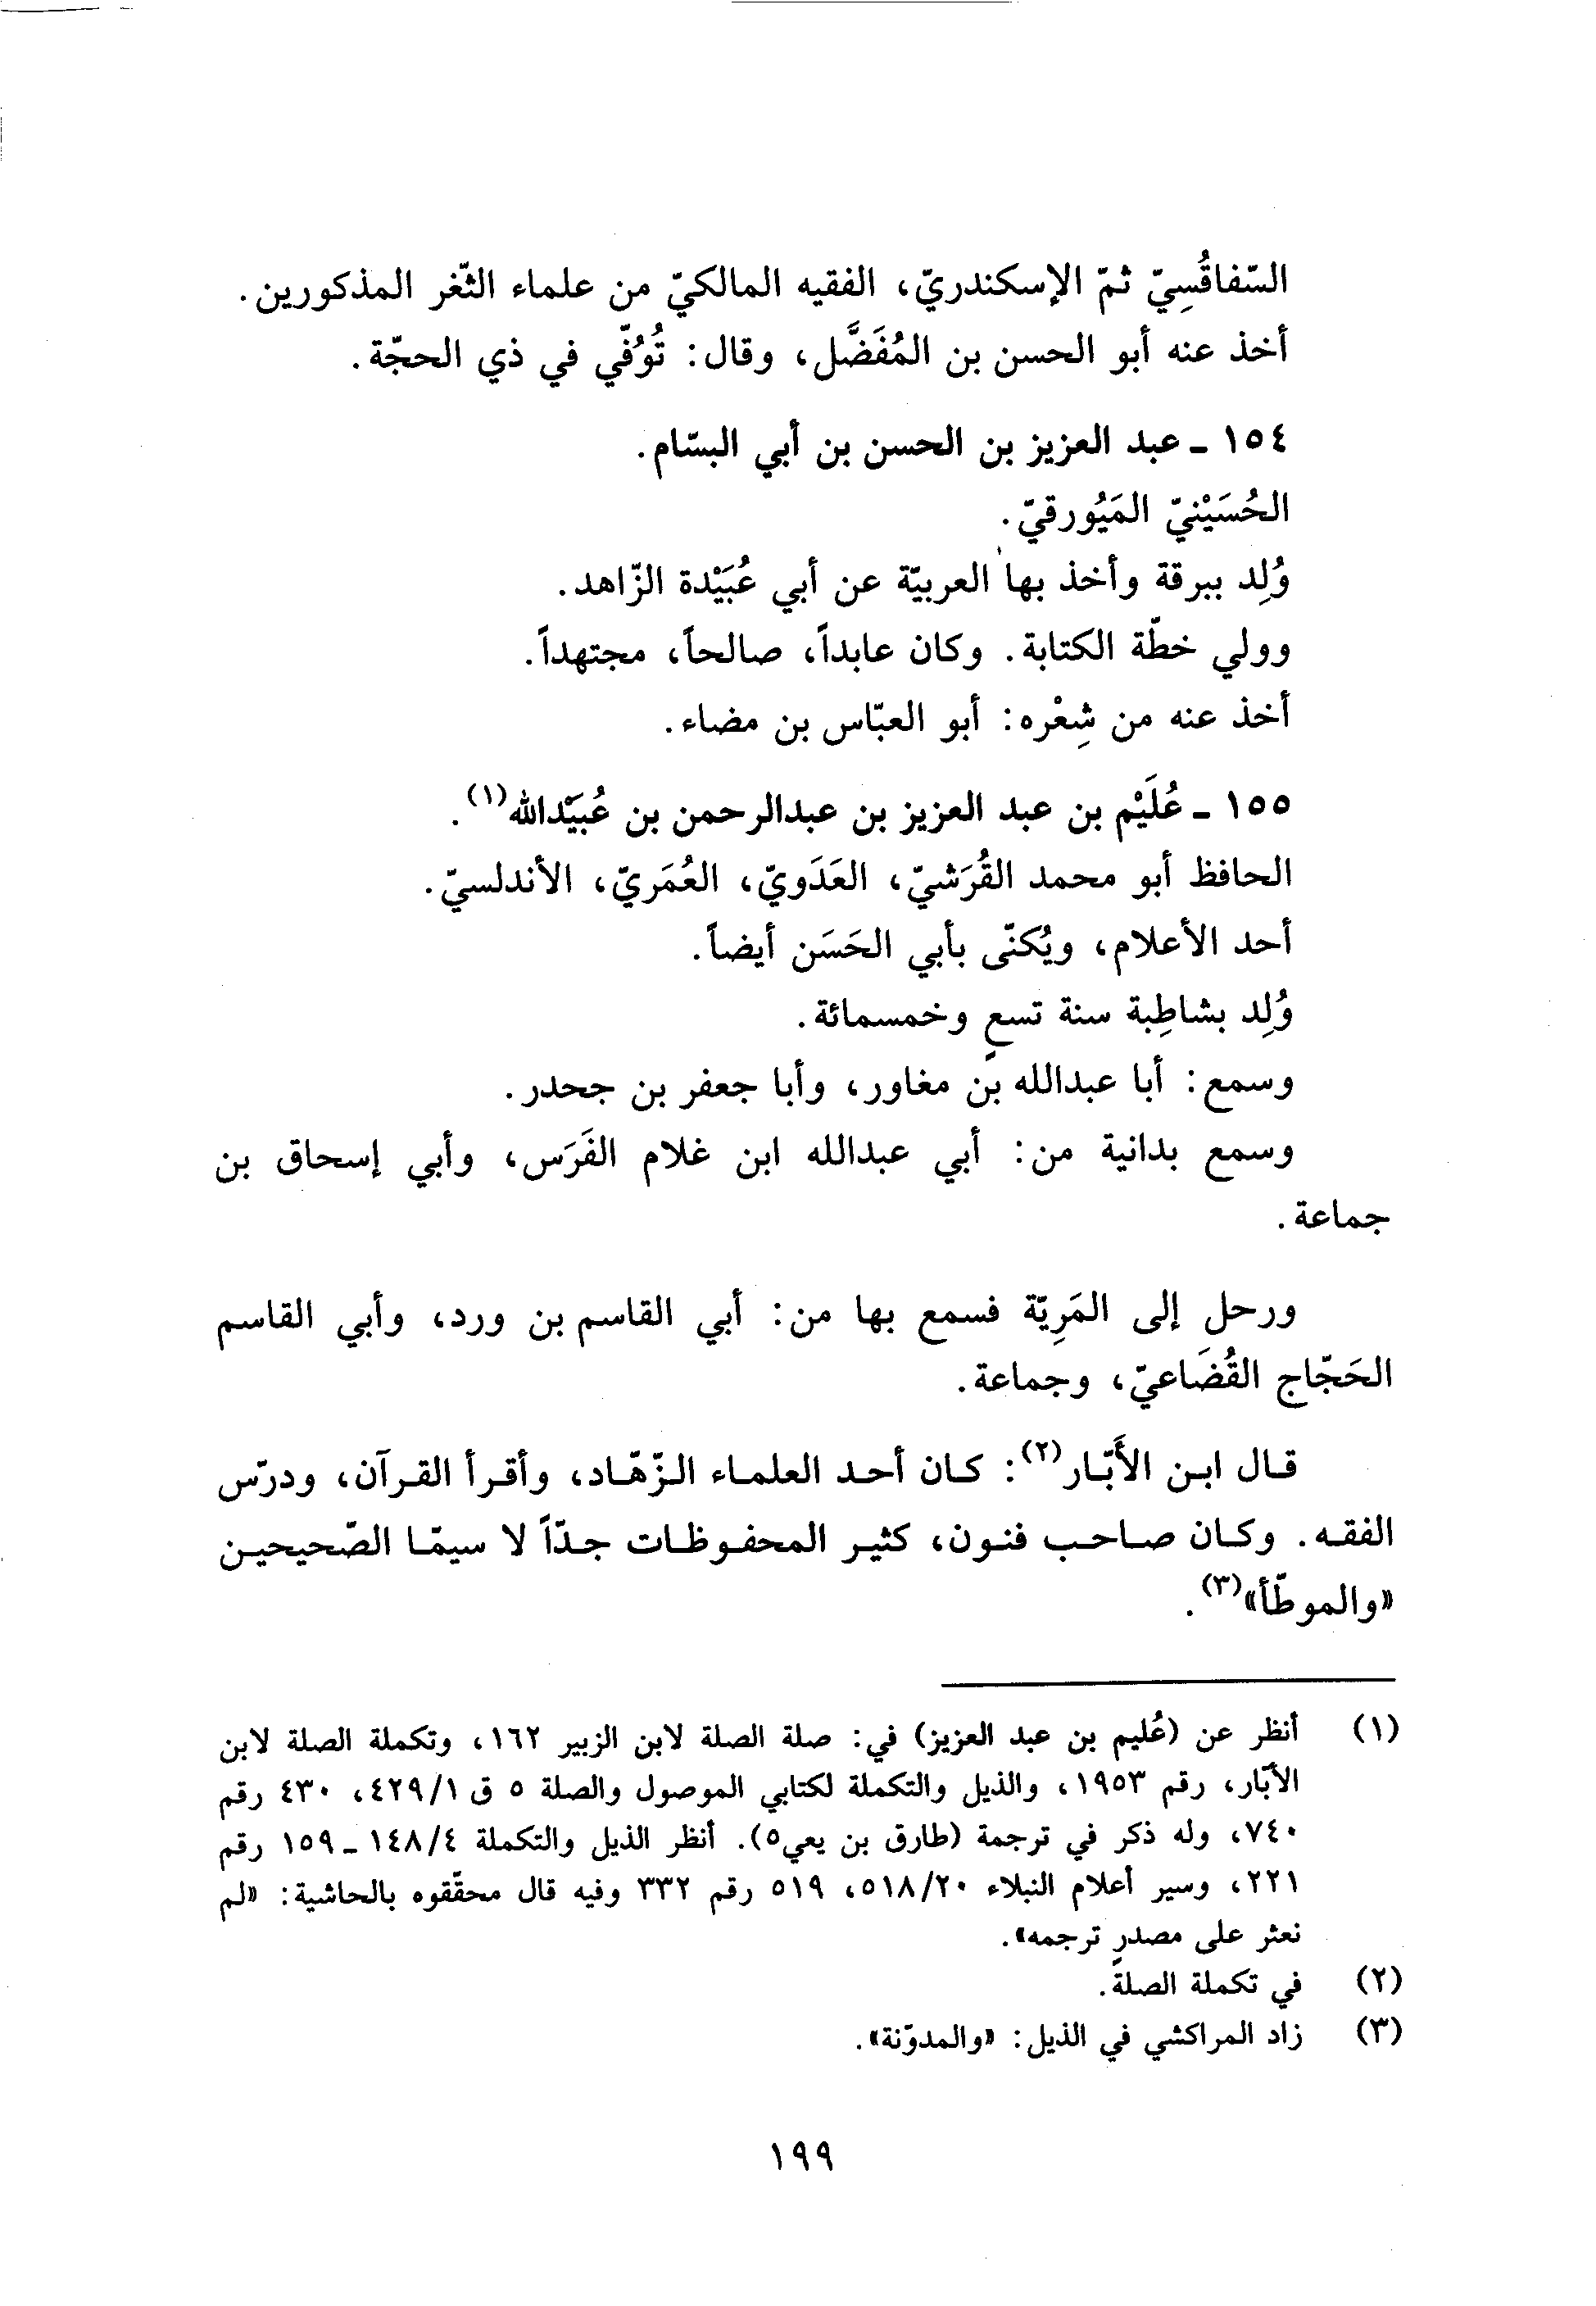 السّفاقُسِيّ ثمّ الإسكندريّ، الفقيه المالكيّ من علماء الثّغر المذكورين.
أخذ عنه أبو الحسن بن المُفَضَّل، وقال: تُوُفّي في ذي الحجّة.
١٥٤ ـ عبد العزيز بن الحسن بن أبي البسّام.
الحُسَيْنيّ المَيُورقيّ.
وُلِد ببرقة وأخذ بها العربيّة عن أبي عُبَيْدة الزّاهد.
وولي خطّة الكتابة. وكان عابداً، صالحاً، مجتهداً.
أخذ عنه من شِعْره: أبو العبّاس بن مضاء.
١٥٥ ـ عُلَيْم بن عبد العزيز بن عبدالرحمن بن عُبَيْدالله(١).
الحافظ أبو محمد القُرَشيّ، العَدَويّ، العُمَريّ، الأندلسيّ.
أحد الأعلام، ويُكنّى بأبي الحَسَن أيضاً.
وُلِد بشاطِبة سنة تسعٍ وخمسمائة.
وسمع: أبا عبدالله بن مغاور، وأبا جعفر بن جحدر.
وسمع بدانية من: أبي عبدالله ابن غلام الفَرَس، وأبي إسحاق بن
جماعة.
ورحل إلى المَرِيّة فسمع بها من: أبي القاسم بن ورد، وأبي القاسم
الحَجّاج القُضَاعيّ، وجماعة.
قال ابن الأَبّار(٢): كان أحد العلماء الزّهّاد، وأقرأ القرآن، ودرّس
الفقه. وكان صاحب فنون، كثير المحفوظات جدّاً لا سيمّا الصّحيحين
«والموطّأ»(٣).
(١) أنظر عن (عُليم بن عبد العزيز) في: صلة الصلة لابن الزبير ١٦٢، وتكملة الصلة لابن
الأبّار، رقم ١٩٥٣، والذيل والتكملة لكتابي الموصول والصلة ٥ ق ٤٢٩/١، ٤٣٠ رقم
٧٤٠، وله ذكر في ترجمة (طارق بن يعي٥). أنظر الذيل والتكملة ١٤٨/٤ ـ ١٥٩ رقم
٢٢١، وسير أعلام النبلاء ٥١٨/٢٠، ٥١٩ رقم ٣٣٢ وفيه قال محقّقوه بالحاشية: «لم
نعثر على مصدرٍ ترجمه».
(٢) في تكملة الصلة.
(٣) زاد المراكشي في الذيل: «والمدوّنة».
١٩٩